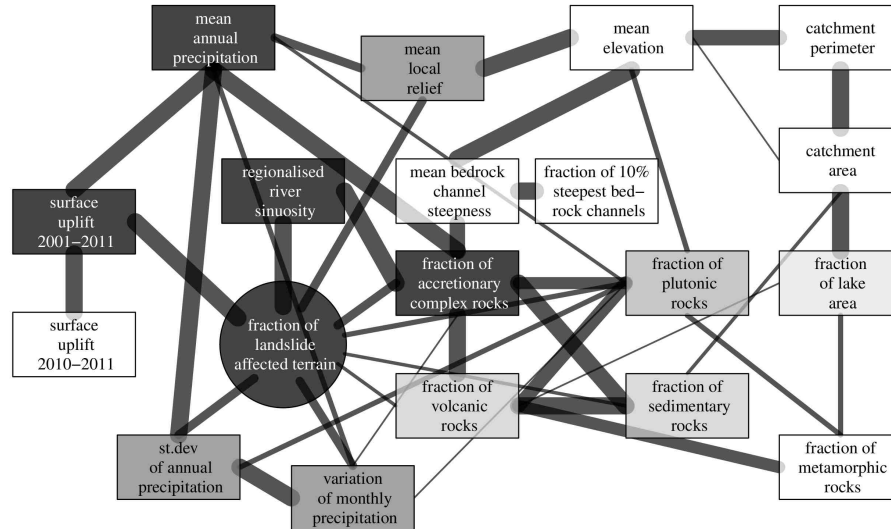 mean
annual
precipitation
mean
local
relief
mean
elevation
catchment
perimeter
catchment
area
regionalised
river
sinuosity
mean bedrock
channel
steepness
fraction of 10%
steepest bed-
rock channels
surface
uplift
2001−2011
fraction of
accretionary
complex rocks
fraction of
plutonic
rocks
fraction
of lake
area
surface
uplift
2010−2011
fraction of
landslide
affected terrain
fraction of
volcanic
rocks
fraction of
sedimentary
rocks
st.dev
of annual
precipitation
variation
of monthly
precipitation
fraction of
metamorphic
rocks